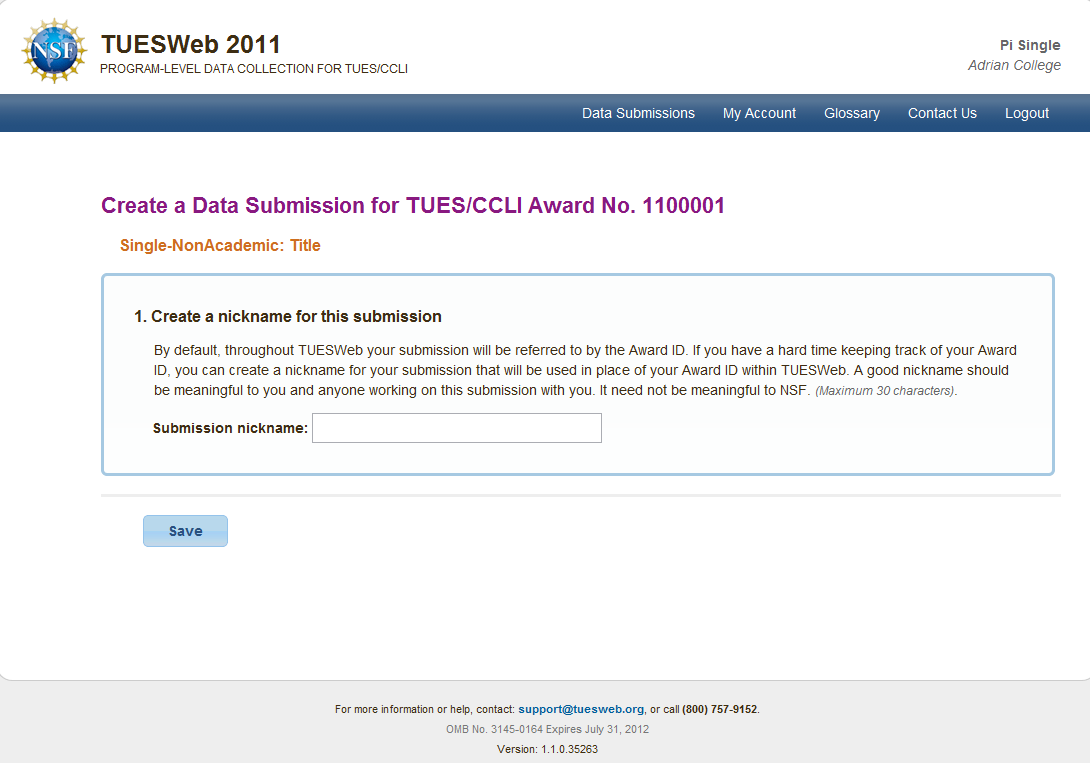 NSF
TUESWeb 2011
PROGRAM-LEVEL DATA COLLECTION FOR TUES/CCLI
Pi Single
Adrian College
Data Submissions My Account Glossary Contact Us Logout
Create a Data Submission for TUES/CCLI Award No. 1100001
Single-NonAcademic: Title
1. Create a nickname for this submission
By default, throughout TUESWeb your submission will be referred to by the Award ID. If you have a hard time keeping track of your Award
ID, you can create a nickname for your submission that will be used in place of your Award ID within TUESWeb. A good nickname should
be meaningful to you and anyone working on this submission with you. It need not be meaningful to NSF. (Maximum 30 characters).
Submission nickname:
Save
For more information or help, contact: support@tuesweb.org, or call (800) 757-9152.
OMB No. 3145-0164 Expires July 31, 2012
Version: 1.1.0.35263